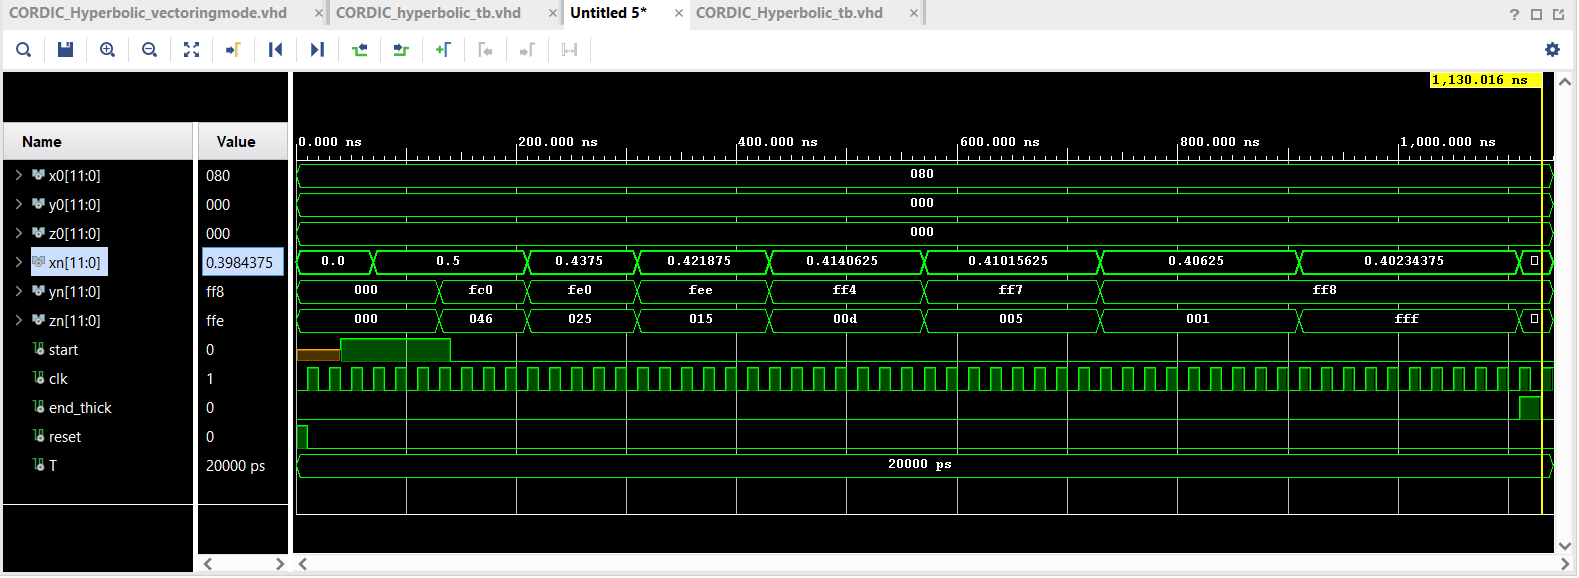 CORDIC_Hyperbolic_vectoringmode.vhd × CORDIC_hyperbolic_tb.vhd × Untitled 5* × CORDIC_Hyperbolic_tb.vhd ×
1,130.016 ns
Name Value 0.000 ns 200.000 ns 400.000 ns 600.000 ns 800.000 ns 1,000.000 ns
x0[11:0] 080 080
y0[11:0] 000 000
z0[11:0] 000 000
xn[11:0] 0.3984375 0.0 0.5 0.4375 0.421875 0.4140625 0.41015625 0.40625 0.40234375
yn[11:0] ff8 000 fc0 fe0 fee ff4 ff7 ff8
zn[11:0] ffe 000 046 025 015 00d 005 001 fff
start 0
clk 1
end_thick 0
reset 0
T 20000 ps 20000 ps